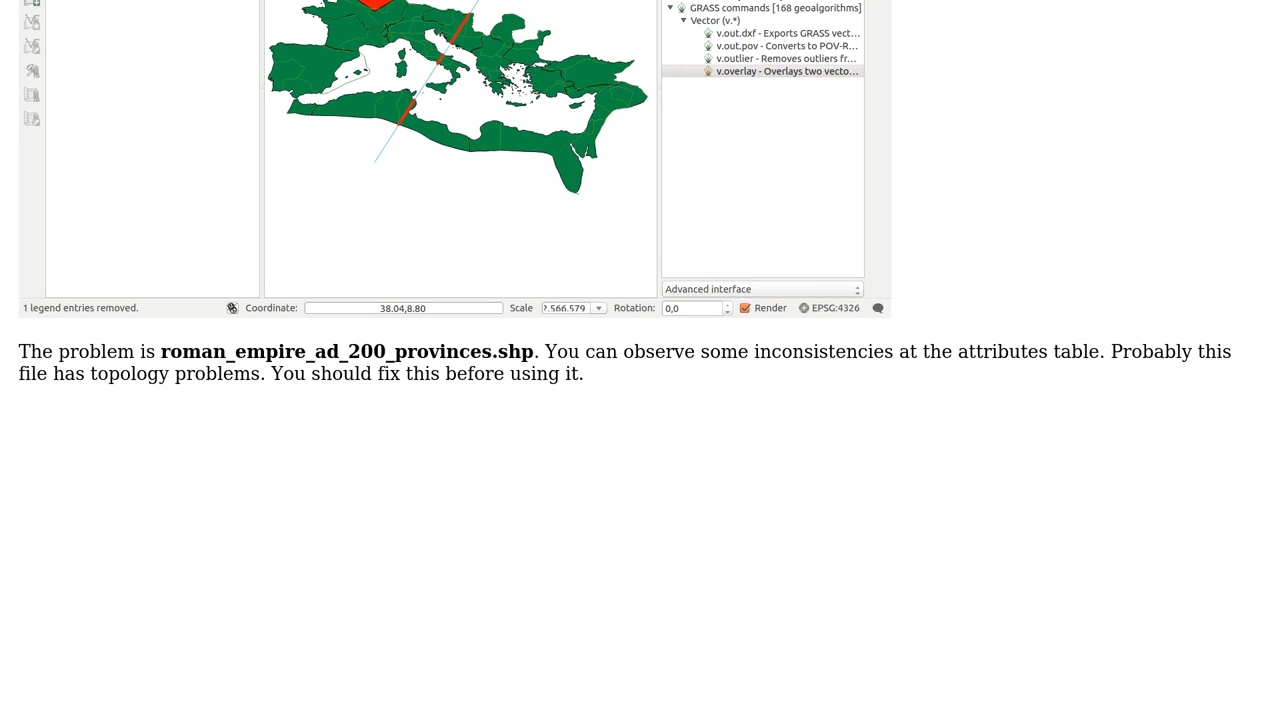 GRASS commands [168 geoalgorithms]
Vector (v.*)
v.out.dxf - Exports GRASS vect...
v.out.pov - Converts to POV-R...
v.outlier - Removes outliers fr...
v.overlay - Overlays two vecto...
Advanced interface
1 legend entries removed. Coordinate: 38.04,8.80 Scale 2.566.579 Rotation: 0,0 Render EPSG:4326
The problem is roman_empire_ad_200_provinces.shp. You can observe some inconsistencies at the attributes table. Probably this
file has topology problems. You should fix this before using it.